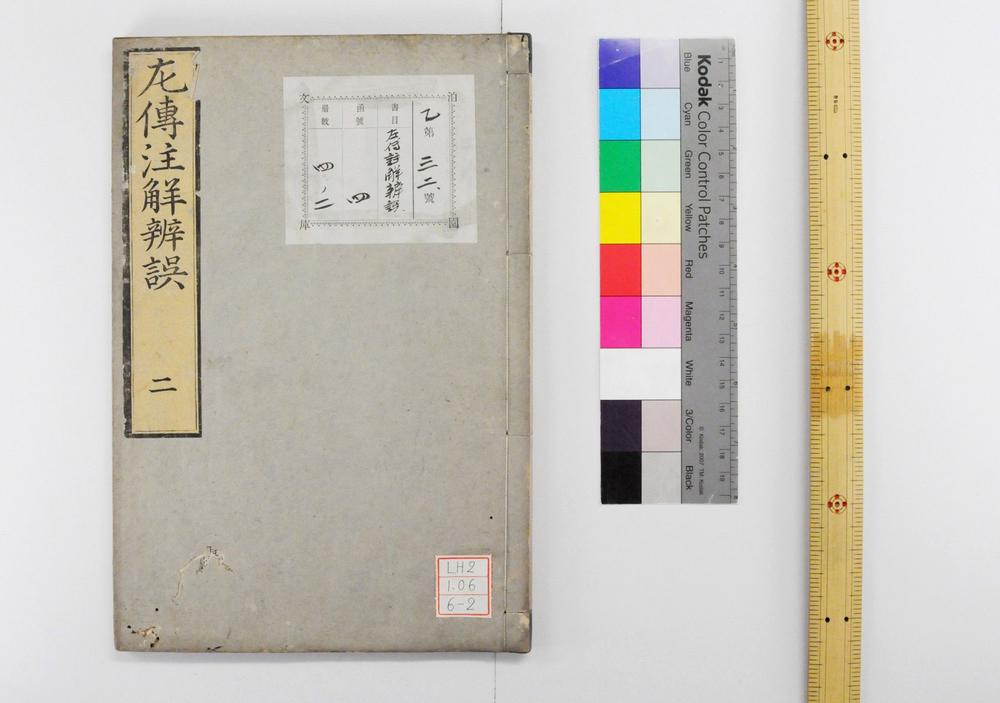 左傳注解辨誤
二
泊園文庫
乙第三二、號
書目
左傳註解辨誤
函號
四
冊數
四ノ二
LH2
1.06
6-2
Kodak Color Control Patches
Blue
Cyan
Green
Yellow
Red
Magenta
White
3/Color
Black